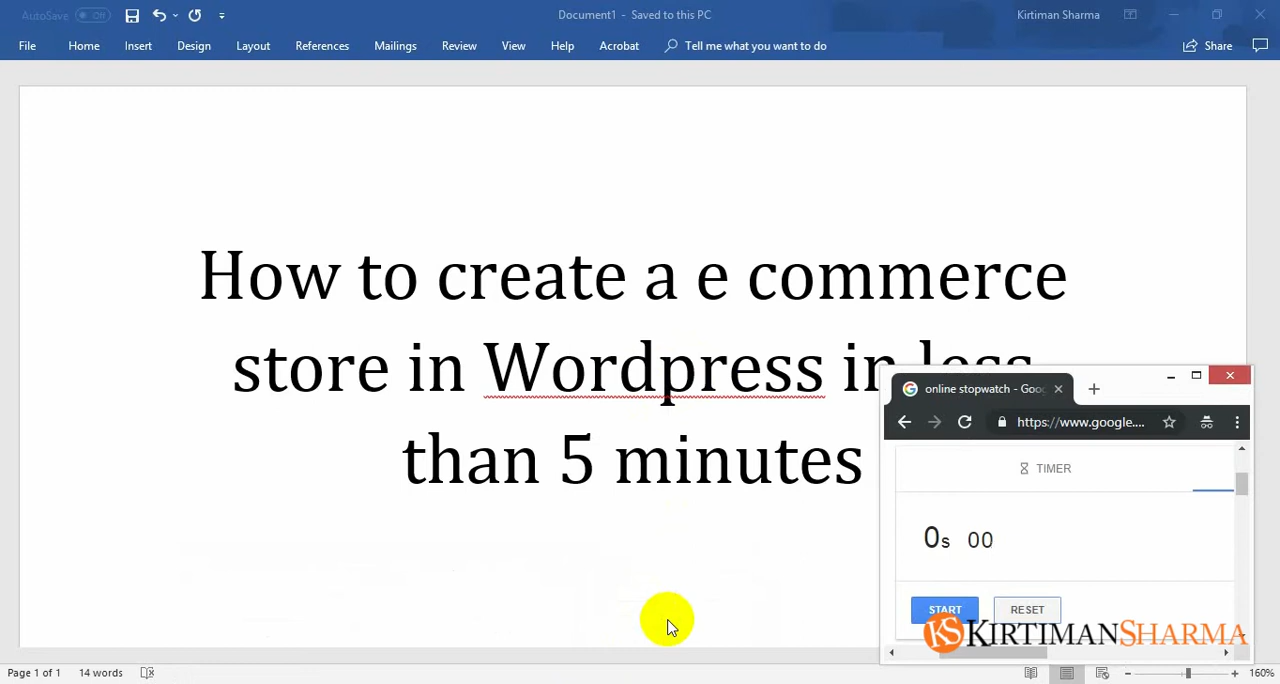 AutoSave Off
Document1 - Saved to this PC
Kirtiman Sharma
File Home Insert Design Layout References Mailings Review View Help Acrobat Tell me what you want to do Share
How to create a e commerce
store in Wordpress in less
than 5 minutes
online stopwatch - Goo
https://www.google....
TIMER
0s 00
START RESET
KS KIRTIMANSHARMA
Page 1 of 1 14 words 160%